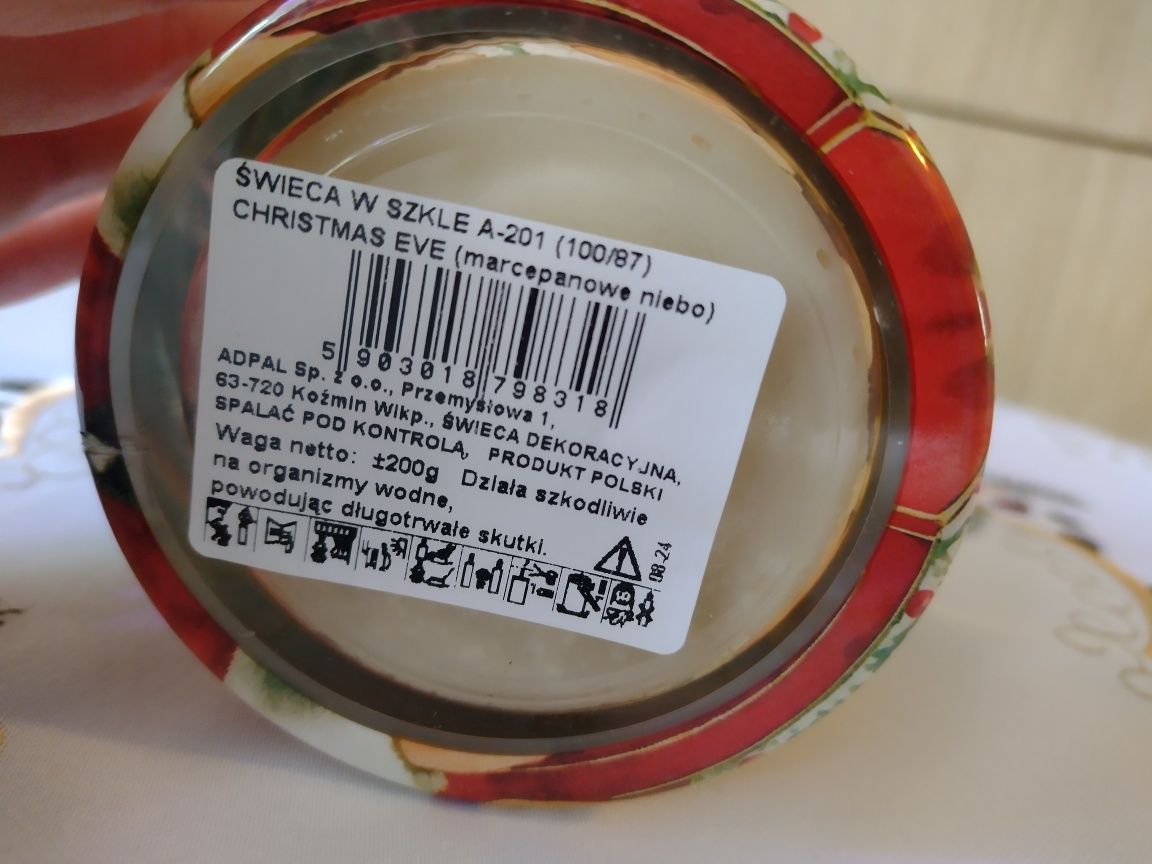 ŚWIECA W SZKLE A-201 (100/87)
CHRISTMAS EVE (marcepanowe niebo)
5 903018 798318
ADPAL Sp. z o.o., Przemysłowa 1,
63-720 Koźmin Wlkp., ŚWIECA DEKORACYJNA,
SPALAĆ POD KONTROLĄ, PRODUKT POLSKI
Waga netto: ±200g Działa szkodliwie
na organizmy wodne,
powodując długotrwałe skutki.
08-24